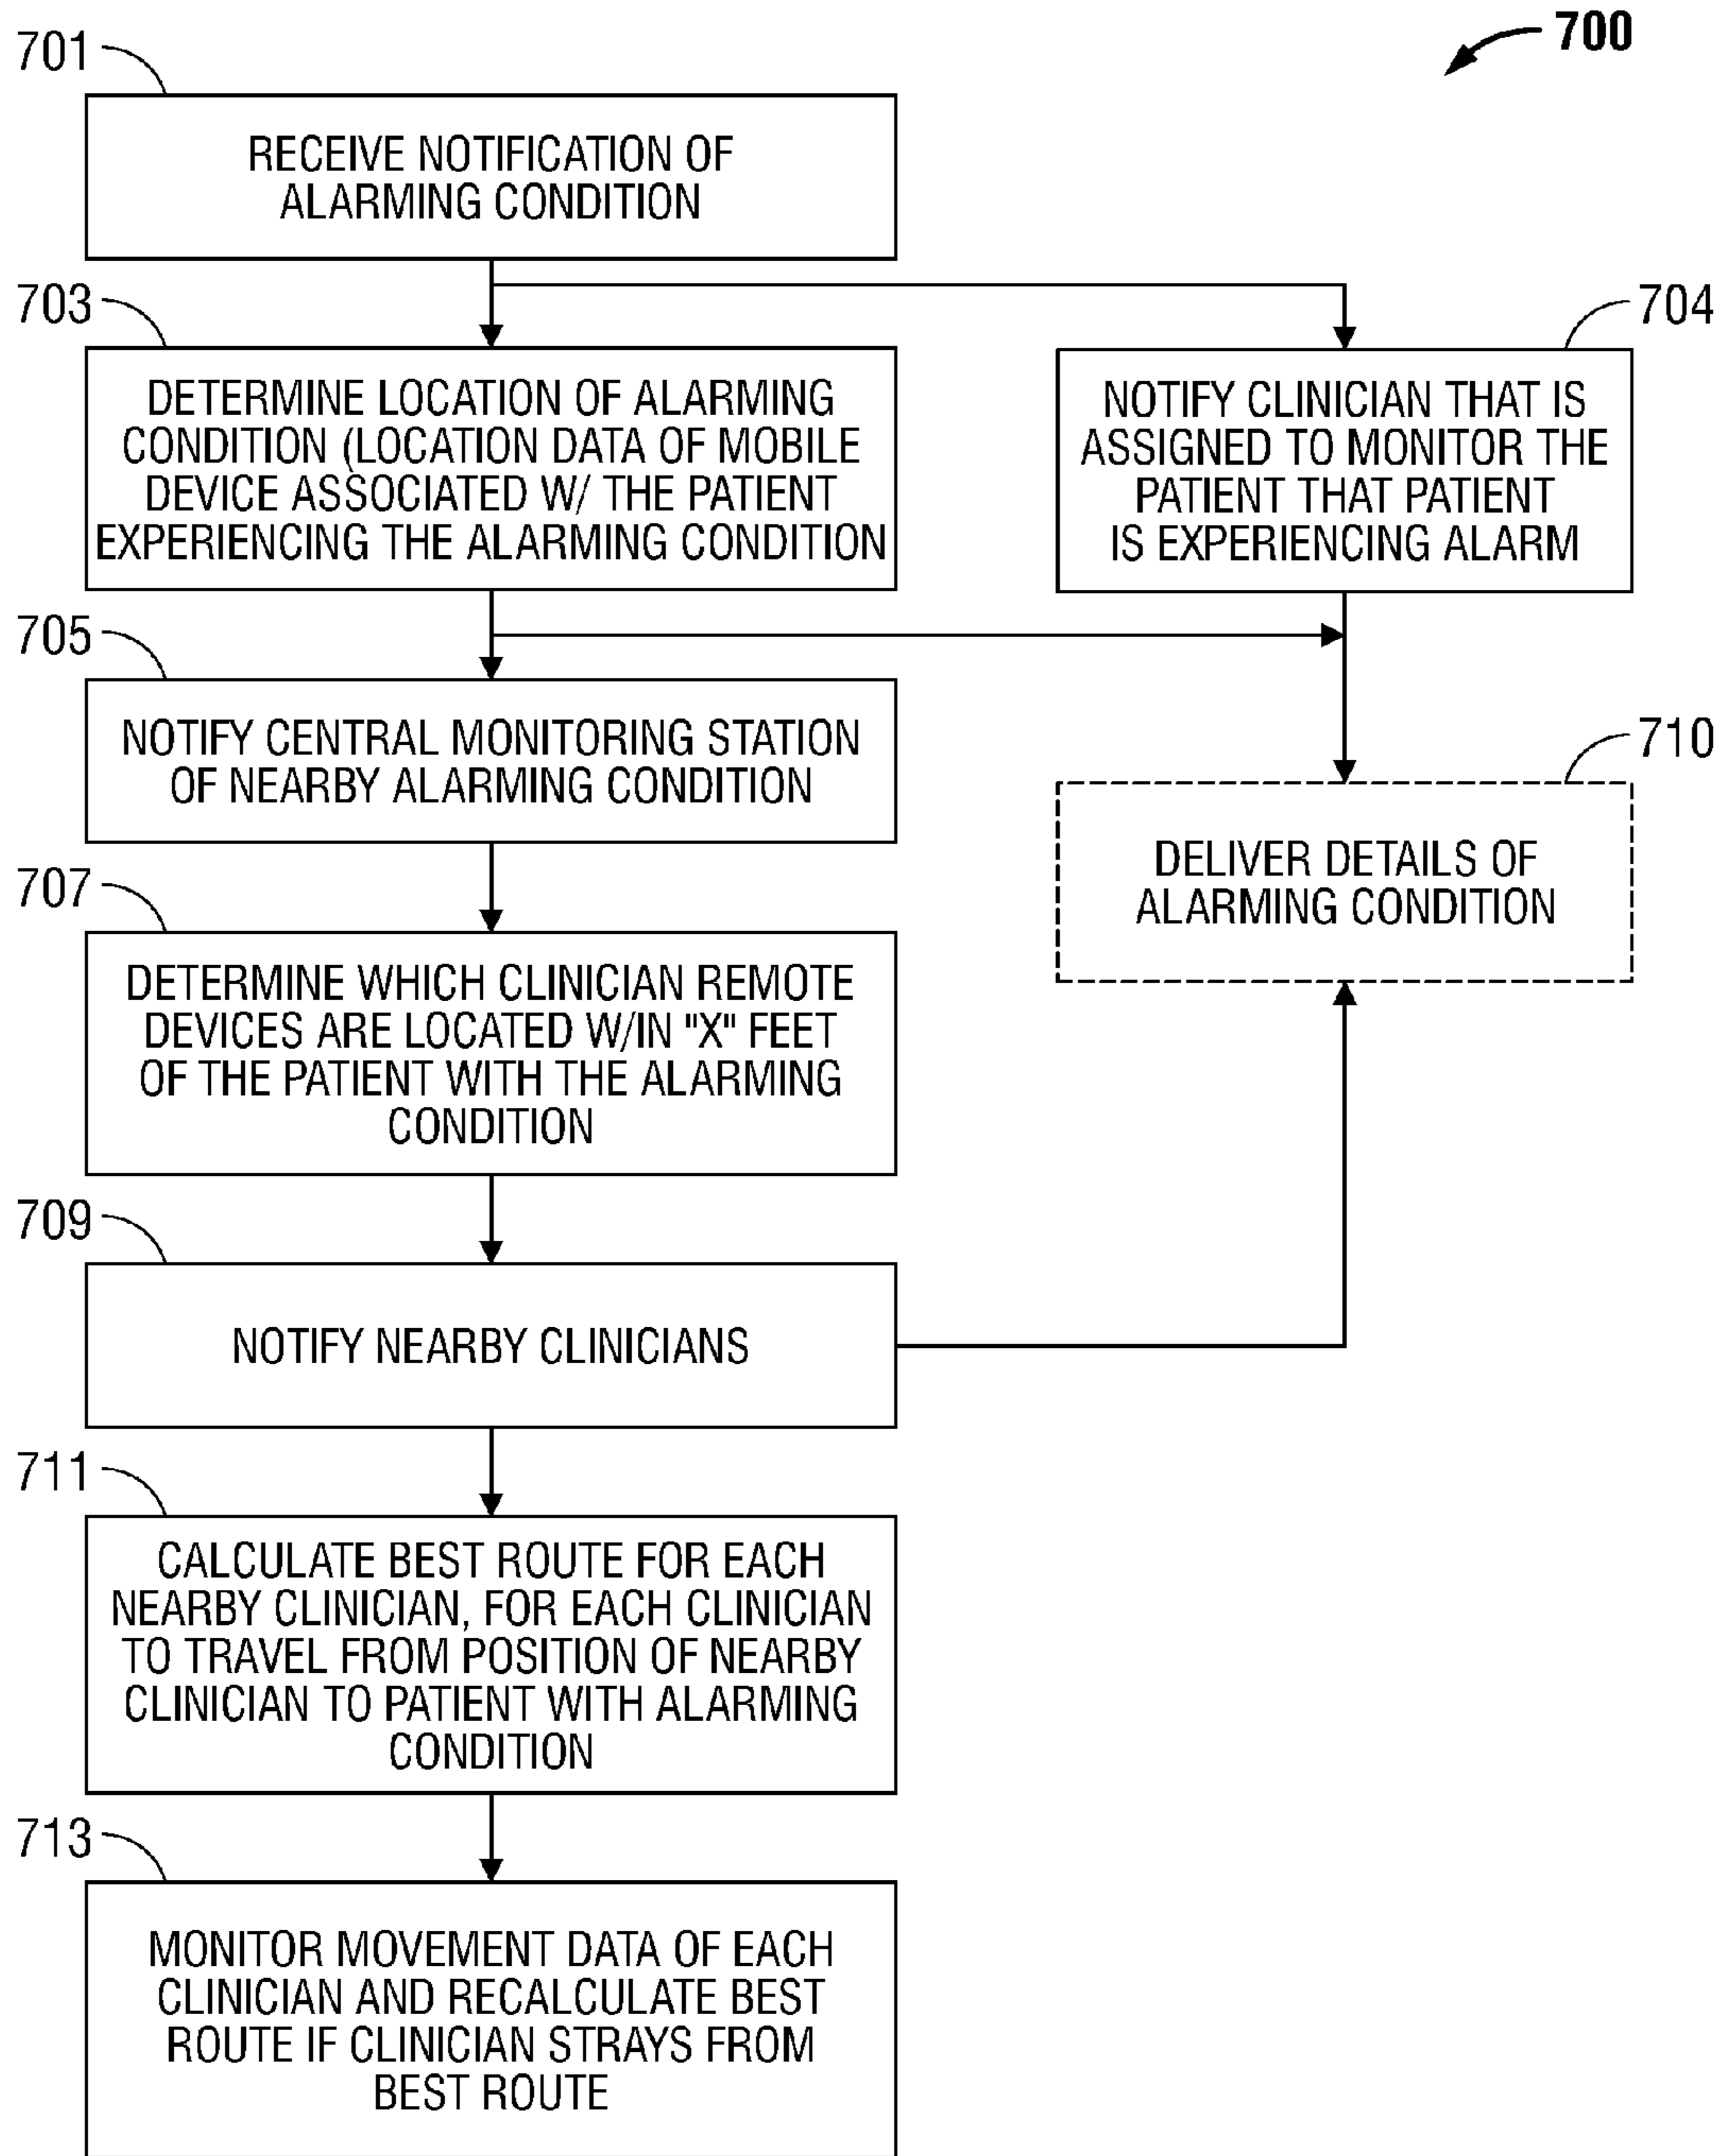 700
701
RECEIVE NOTIFICATION OF
ALARMING CONDITION
703
DETERMINE LOCATION OF ALARMING
CONDITION (LOCATION DATA OF MOBILE
DEVICE ASSOCIATED W/ THE PATIENT
EXPERIENCING THE ALARMING CONDITION
704
NOTIFY CLINICIAN THAT IS
ASSIGNED TO MONITOR THE
PATIENT THAT PATIENT
IS EXPERIENCING ALARM
705
NOTIFY CENTRAL MONITORING STATION
OF NEARBY ALARMING CONDITION
710
DELIVER DETAILS OF
ALARMING CONDITION
707
DETERMINE WHICH CLINICIAN REMOTE
DEVICES ARE LOCATED W/IN "X" FEET
OF THE PATIENT WITH THE ALARMING
CONDITION
709
NOTIFY NEARBY CLINICIANS
711
CALCULATE BEST ROUTE FOR EACH
NEARBY CLINICIAN, FOR EACH CLINICIAN
TO TRAVEL FROM POSITION OF NEARBY
CLINICIAN TO PATIENT WITH ALARMING
CONDITION
713
MONITOR MOVEMENT DATA OF EACH
CLINICIAN AND RECALCULATE BEST
ROUTE IF CLINICIAN STRAYS FROM
BEST ROUTE